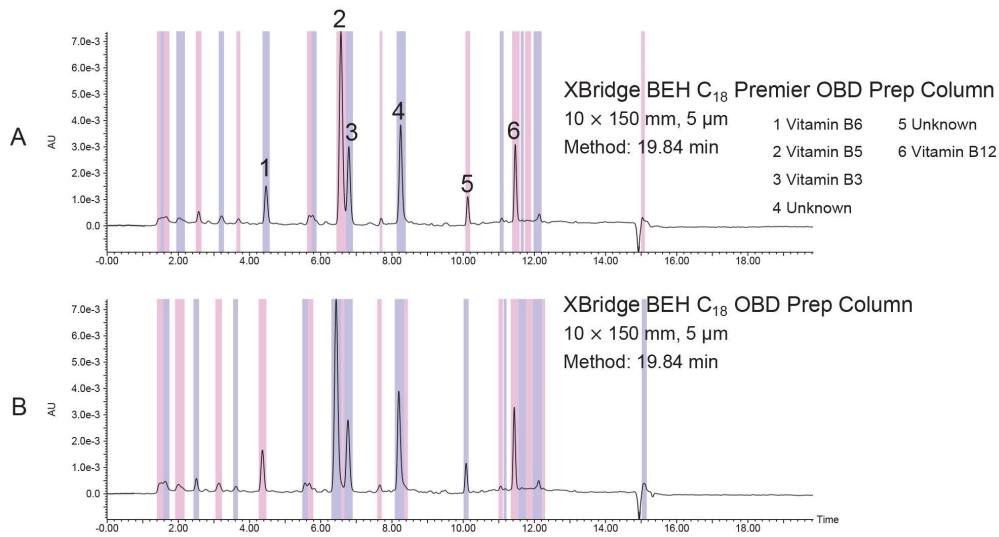 A
AU
7.0e-3
6.0e-3
5.0e-3
4.0e-3
3.0e-3
2.0e-3
1.0e-3
0.0
1
2
3
4
5
6
-0.00 2.00 4.00 6.00 8.00 10.00 12.00 14.00 16.00 18.00
XBridge BEH C₁₈ Premier OBD Prep Column
10 × 150 mm, 5 µm
Method: 19.84 min
1 Vitamin B6 5 Unknown
2 Vitamin B5 6 Vitamin B12
3 Vitamin B3
4 Unknown
B
AU
7.0e-3
6.0e-3
5.0e-3
4.0e-3
3.0e-3
2.0e-3
1.0e-3
0.0
-0.00 2.00 4.00 6.00 8.00 10.00 12.00 14.00 16.00 18.00 Time
XBridge BEH C₁₈ OBD Prep Column
10 × 150 mm, 5 µm
Method: 19.84 min